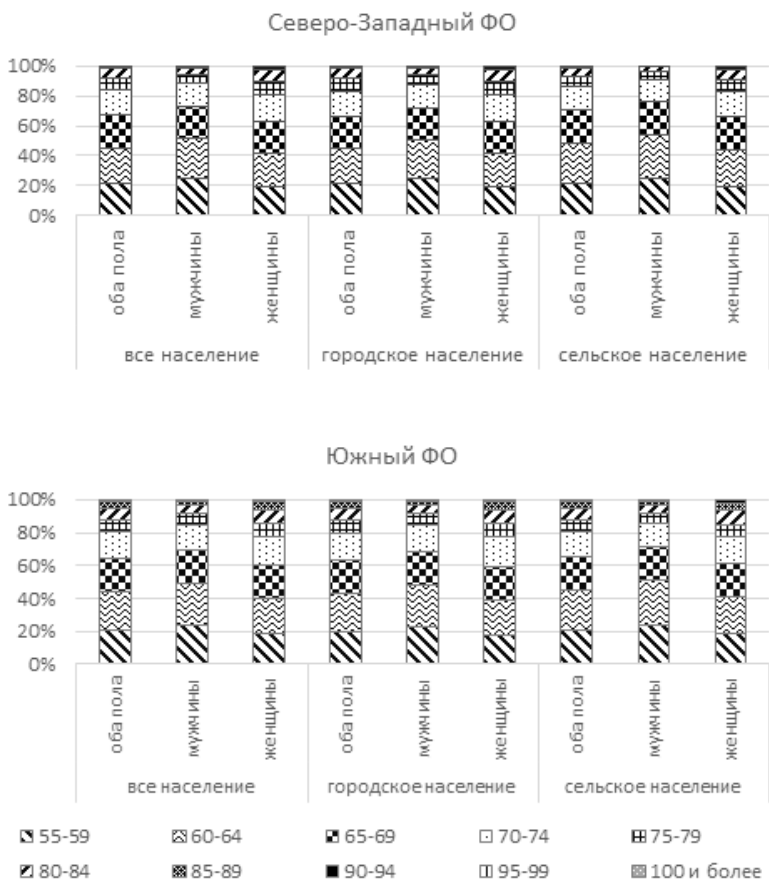 Северо-Западный ФО
100%
80%
60%
40%
20%
0%
оба пола
мужчины
женщины
оба пола
мужчины
женщины
оба пола
мужчины
женщины
все население
городское население
сельское население
Южный ФО
100%
80%
60%
40%
20%
0%
оба пола
мужчины
женщины
оба пола
мужчины
женщины
оба пола
мужчины
женщины
все население
городское население
сельское население
55-59 60-64 65-69 70-74 75-79
80-84 85-89 90-94 95-99 100 и более